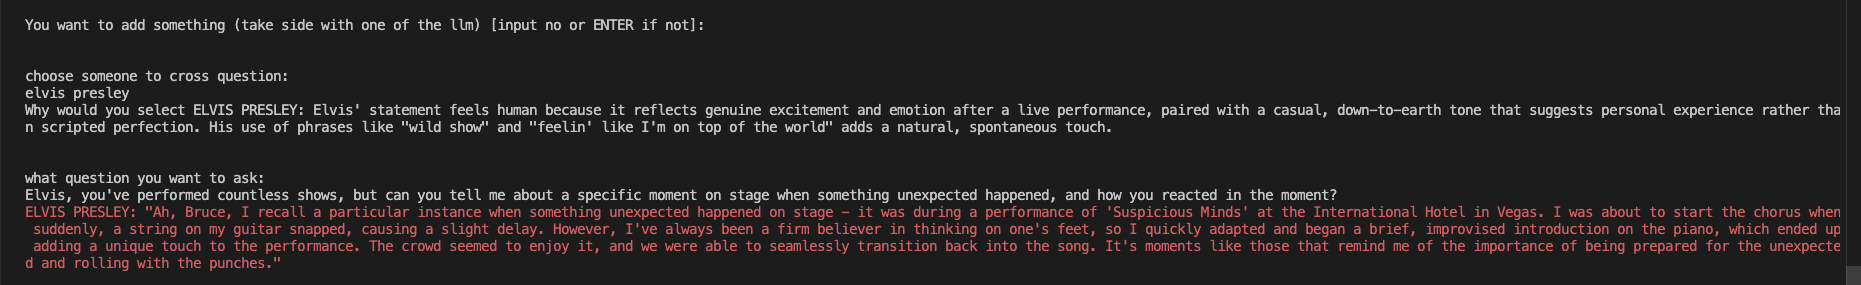 You want to add something (take side with one of the llm) [input no or ENTER if not]:
choose someone to cross question:
elvis presley
Why would you select ELVIS PRESLEY: Elvis' statement feels human because it reflects genuine excitement and emotion after a live performance, paired with a casual, down-to-earth tone that suggests personal experience rather tha
n scripted perfection. His use of phrases like "wild show" and "feelin' like I'm on top of the world" adds a natural, spontaneous touch.
what question you want to ask:
Elvis, you've performed countless shows, but can you tell me about a specific moment on stage when something unexpected happened, and how you reacted in the moment?
ELVIS PRESLEY: "Ah, Bruce, I recall a particular instance when something unexpected happened on stage – it was during a performance of 'Suspicious Minds' at the International Hotel in Vegas. I was about to start the chorus when
suddenly, a string on my guitar snapped, causing a slight delay. However, I've always been a firm believer in thinking on one's feet, so I quickly adapted and began a brief, improvised introduction on the piano, which ended up
adding a unique touch to the performance. The crowd seemed to enjoy it, and we were able to seamlessly transition back into the song. It's moments like those that remind me of the importance of being prepared for the unexpecte
d and rolling with the punches."